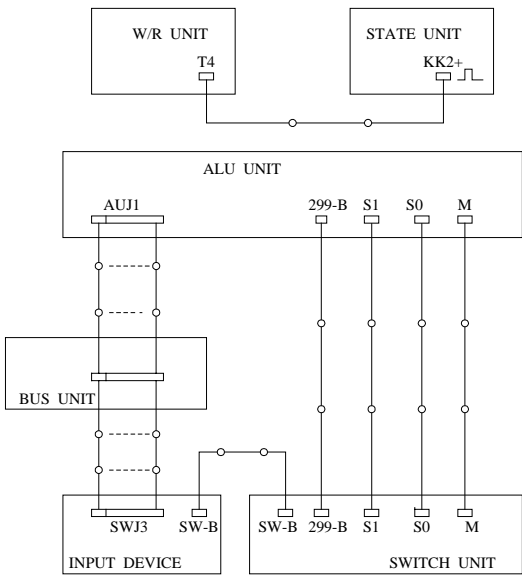 W/R UNIT
STATE UNIT
T4
KK2+
ALU UNIT
AUJ1
299-B
S1
S0
M
BUS UNIT
SWJ3
SW-B
SW-B
299-B
S1
S0
M
INPUT DEVICE
SWITCH UNIT